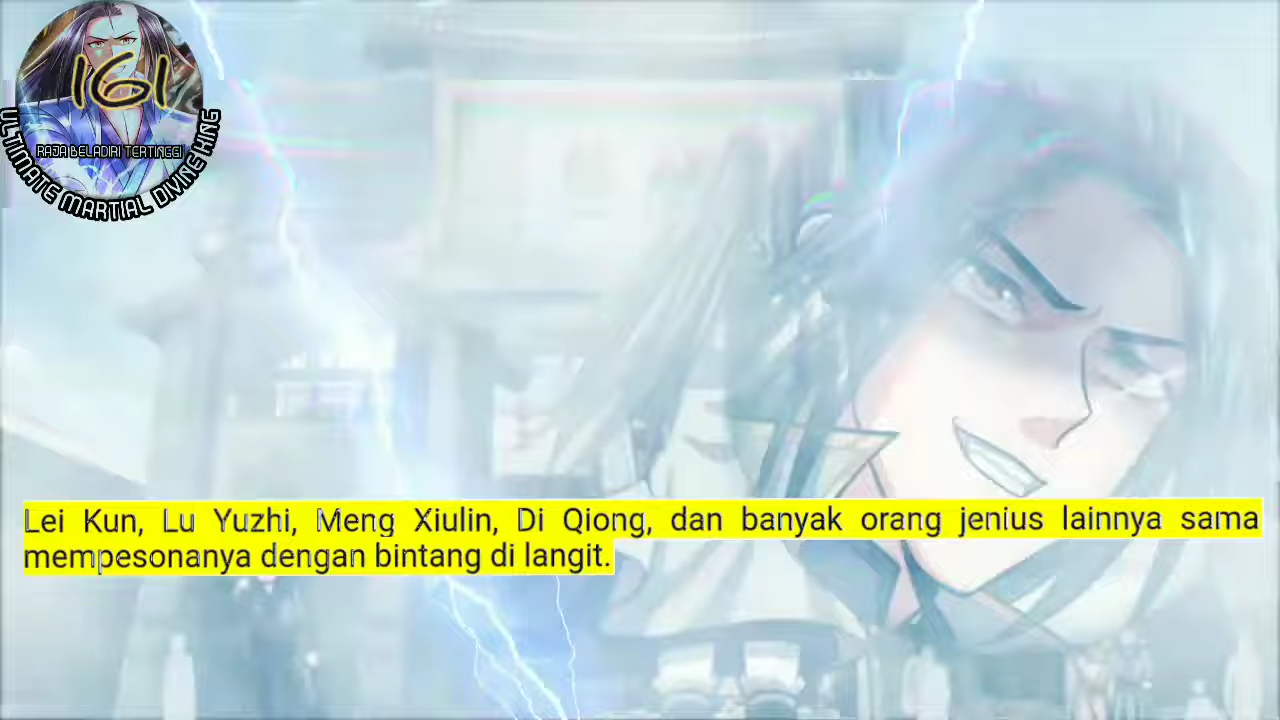 161
RAJA BELADIRI TERTINGGI
ULTIMATE MARTIAL DIVINE KING
Lei Kun, Lu Yuzhi, Meng Xiulin, Di Qiong, dan banyak orang jenius lainnya sama
mempesonanya dengan bintang di langit.